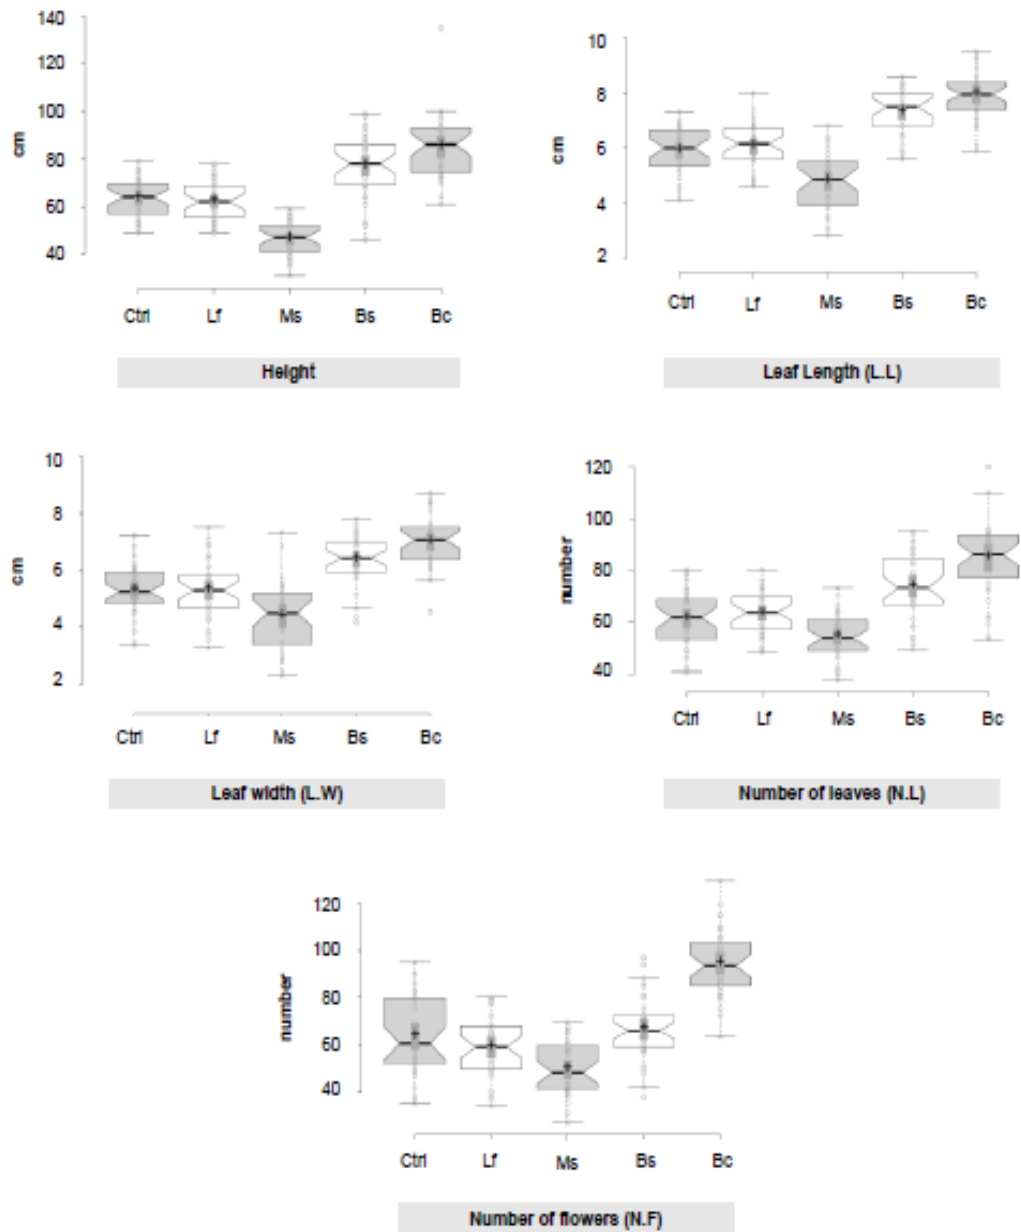 140
120
100
80
60
40
cm
Ctrl Lf Ms Bs Bc
Height
10
8
6
4
2
cm
Ctrl Lf Ms Bs Bc
Leaf Length (L.L)
10
8
6
4
2
cm
Ctrl Lf Ms Bs Bc
Leaf width (L.W)
120
100
80
60
40
number
Ctrl Lf Ms Bs Bc
Number of leaves (N.L)
120
100
80
60
40
number
Ctrl Lf Ms Bs Bc
Number of flowers (N.F)